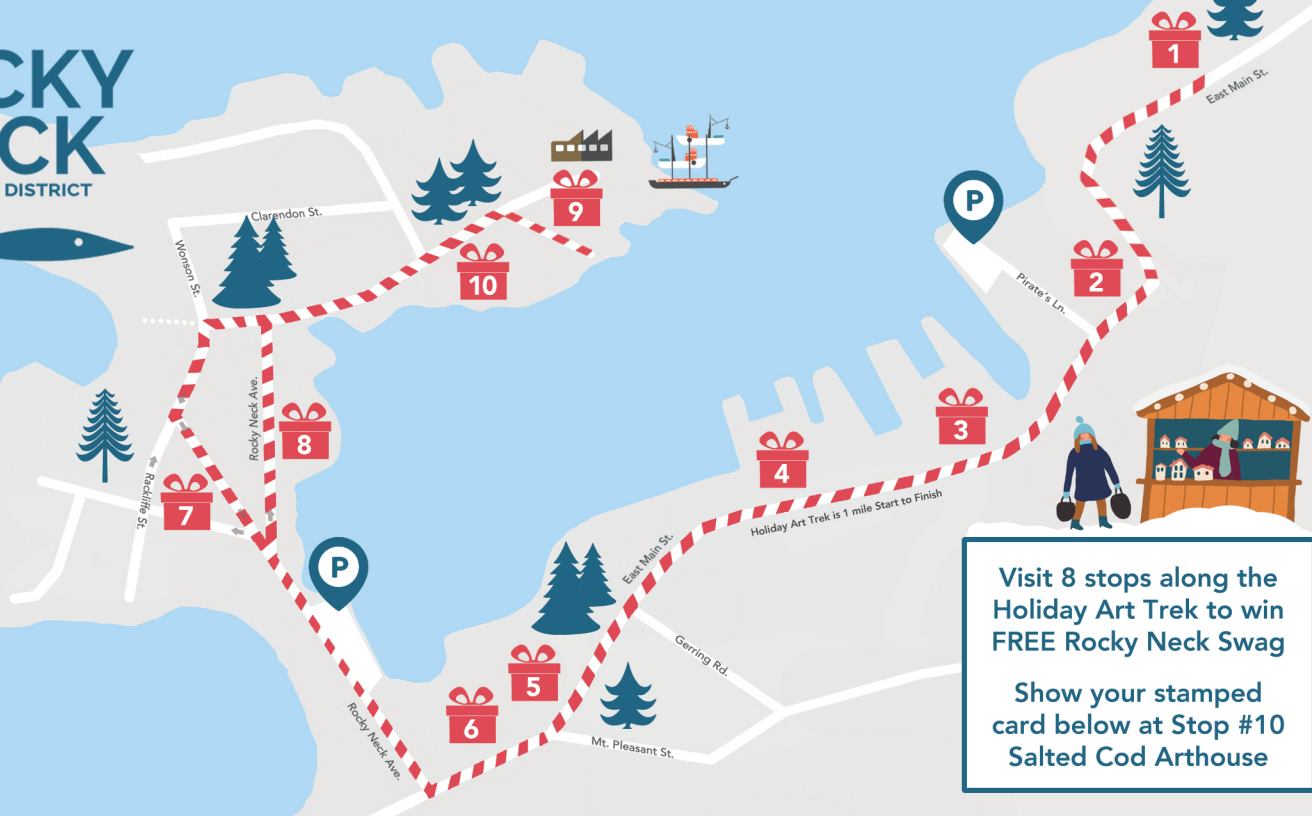 CKY
CK
DISTRICT
1
East Main St.
P
Clarendon St.
9
Wonson St.
10
2
Pirate's Ln.
Rocky Neck Ave.
8
3
4
Rackliffe St.
7
Holiday Art Trek is 1 mile Start to Finish
P
East Main St.
Gerring Rd.
5
6
Rocky Neck Ave.
Mt. Pleasant St.
Visit 8 stops along the
Holiday Art Trek to win
FREE Rocky Neck Swag
Show your stamped
card below at Stop #10
Salted Cod Arthouse